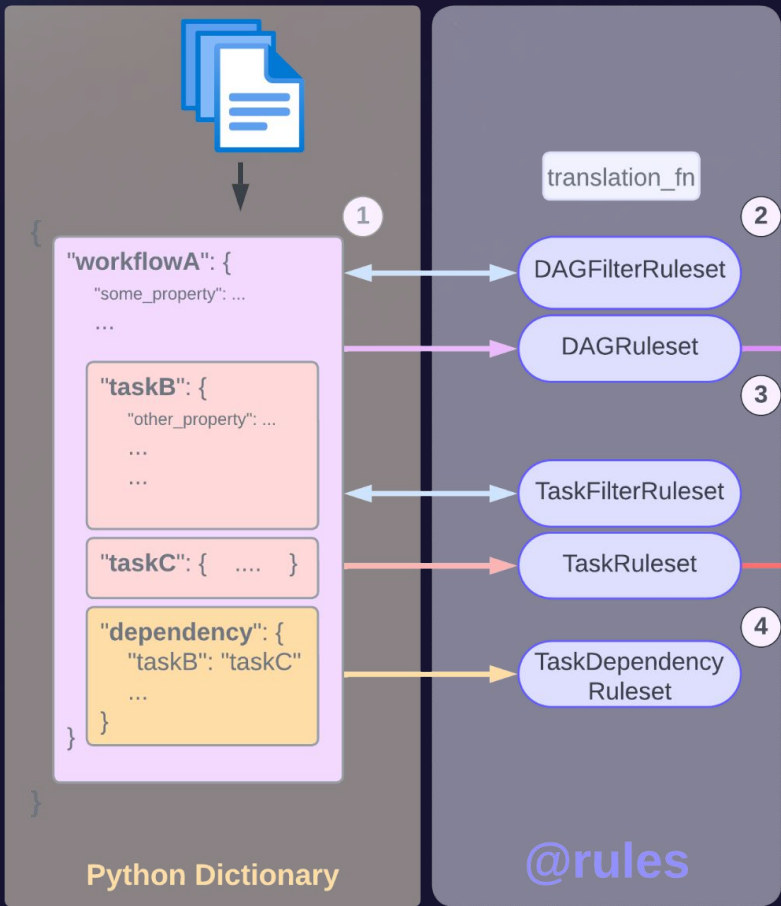 {
1
"workflowA": {
"some_property": ...
...
"taskB": {
"other_property": ...
...
...
"taskC": { .... }
"dependency": {
"taskB": "taskC"
...
}
}
}
Python Dictionary
translation_fn
2
DAGFilterRuleset
DAGRuleset
3
TaskFilterRuleset
TaskRuleset
4
TaskDependency
Ruleset
@rules